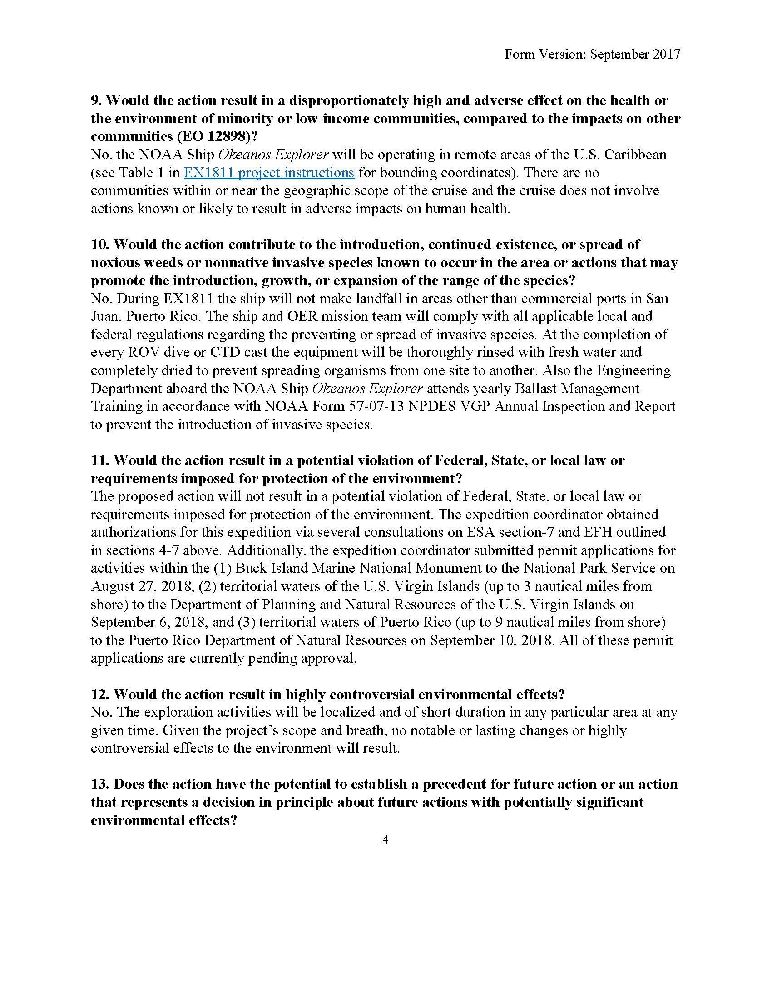 Form Version: September 2017
9. Would the action result in a disproportionately high and adverse effect on the health or
the environment of minority or low-income communities, compared to the impacts on other
communities (EO 12898)?
No, the NOAA Ship Okeanos Explorer will be operating in remote areas of the U.S. Caribbean
(see Table 1 in EX1811 project instructions for bounding coordinates). There are no
communities within or near the geographic scope of the cruise and the cruise does not involve
actions known or likely to result in adverse impacts on human health.
10. Would the action contribute to the introduction, continued existence, or spread of
noxious weeds or nonnative invasive species known to occur in the area or actions that may
promote the introduction, growth, or expansion of the range of the species?
No. During EX1811 the ship will not make landfall in areas other than commercial ports in San
Juan, Puerto Rico. The ship and OER mission team will comply with all applicable local and
federal regulations regarding the preventing or spread of invasive species. At the completion of
every ROV dive or CTD cast the equipment will be thoroughly rinsed with fresh water and
completely dried to prevent spreading organisms from one site to another. Also the Engineering
Department aboard the NOAA Ship Okeanos Explorer attends yearly Ballast Management
Training in accordance with NOAA Form 57-07-13 NPDES VGP Annual Inspection and Report
to prevent the introduction of invasive species.
11. Would the action result in a potential violation of Federal, State, or local law or
requirements imposed for protection of the environment?
The proposed action will not result in a potential violation of Federal, State, or local law or
requirements imposed for protection of the environment. The expedition coordinator obtained
authorizations for this expedition via several consultations on ESA section-7 and EFH outlined
in sections 4-7 above. Additionally, the expedition coordinator submitted permit applications for
activities within the (1) Buck Island Marine National Monument to the National Park Service on
August 27, 2018, (2) territorial waters of the U.S. Virgin Islands (up to 3 nautical miles from
shore) to the Department of Planning and Natural Resources of the U.S. Virgin Islands on
September 6, 2018, and (3) territorial waters of Puerto Rico (up to 9 nautical miles from shore)
to the Puerto Rico Department of Natural Resources on September 10, 2018. All of these permit
applications are currently pending approval.
12. Would the action result in highly controversial environmental effects?
No. The exploration activities will be localized and of short duration in any particular area at any
given time. Given the project’s scope and breath, no notable or lasting changes or highly
controversial effects to the environment will result.
13. Does the action have the potential to establish a precedent for future action or an action
that represents a decision in principle about future actions with potentially significant
environmental effects?
4